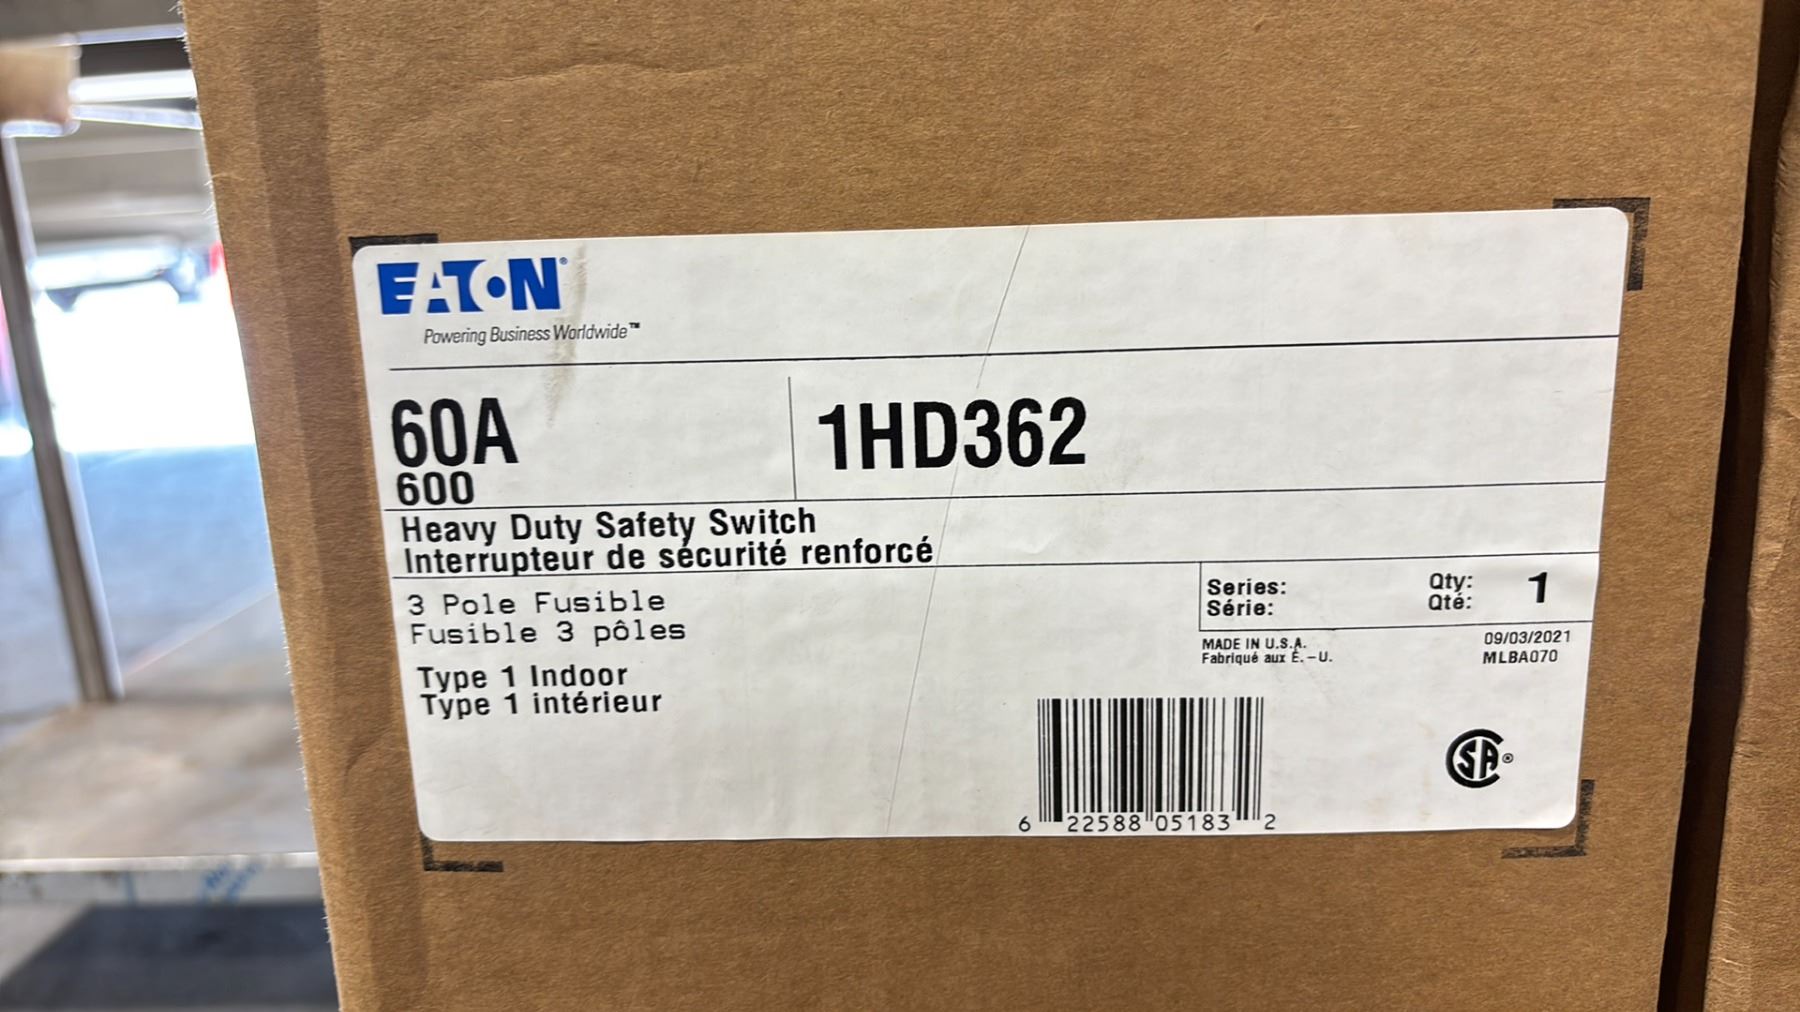 EATON®
Powering Business Worldwide™
60A
600
1HD362
Heavy Duty Safety Switch
Interrupteur de sécurité renforcé
3 Pole Fusible
Fusible 3 pôles
Type 1 Indoor
Type 1 intérieur
Series:
Série:
Qty:
Qté:
1
MADE IN U.S.A.
Fabriqué aux É.-U.
09/03/2021
MLBA070
SA®
6 22588 05183 2